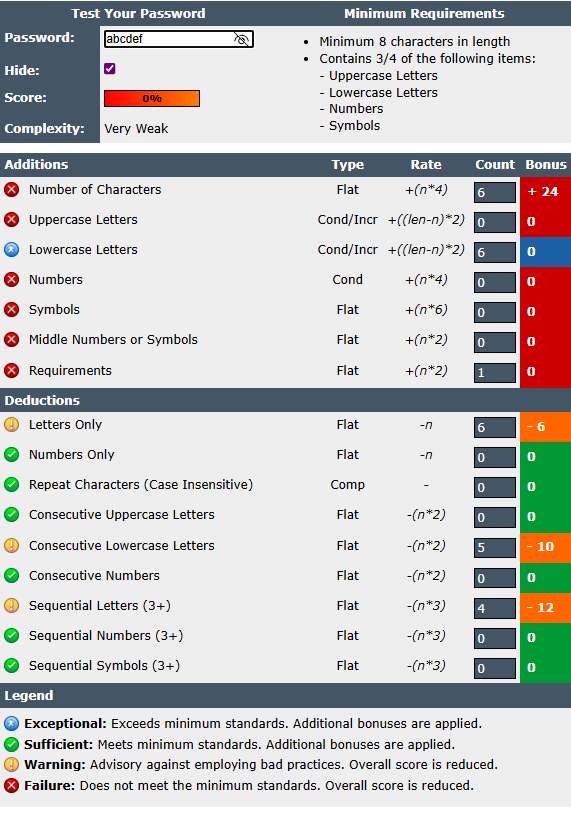 Test Your Password Minimum Requirements
Password: abcdef
• Minimum 8 characters in length
• Contains 3/4 of the following items:
- Uppercase Letters
- Lowercase Letters
- Numbers
- Symbols
Hide:
Score: 0%
Complexity: Very Weak
Additions Type Rate Count Bonus
Number of Characters Flat +(n*4) 6 + 24
Uppercase Letters Cond/Incr +((len-n)*2) 0 0
Lowercase Letters Cond/Incr +((len-n)*2) 6 0
Numbers Cond +(n*4) 0 0
Symbols Flat +(n*6) 0 0
Middle Numbers or Symbols Flat +(n*2) 0 0
Requirements Flat +(n*2) 1 0
Deductions
Letters Only Flat -n 6 - 6
Numbers Only Flat -n 0 0
Repeat Characters (Case Insensitive) Comp - 0 0
Consecutive Uppercase Letters Flat -(n*2) 0 0
Consecutive Lowercase Letters Flat -(n*2) 5 - 10
Consecutive Numbers Flat -(n*2) 0 0
Sequential Letters (3+) Flat -(n*3) 4 - 12
Sequential Numbers (3+) Flat -(n*3) 0 0
Sequential Symbols (3+) Flat -(n*3) 0 0
Legend
Exceptional: Exceeds minimum standards. Additional bonuses are applied.
Sufficient: Meets minimum standards. Additional bonuses are applied.
Warning: Advisory against employing bad practices. Overall score is reduced.
Failure: Does not meet the minimum standards. Overall score is reduced.